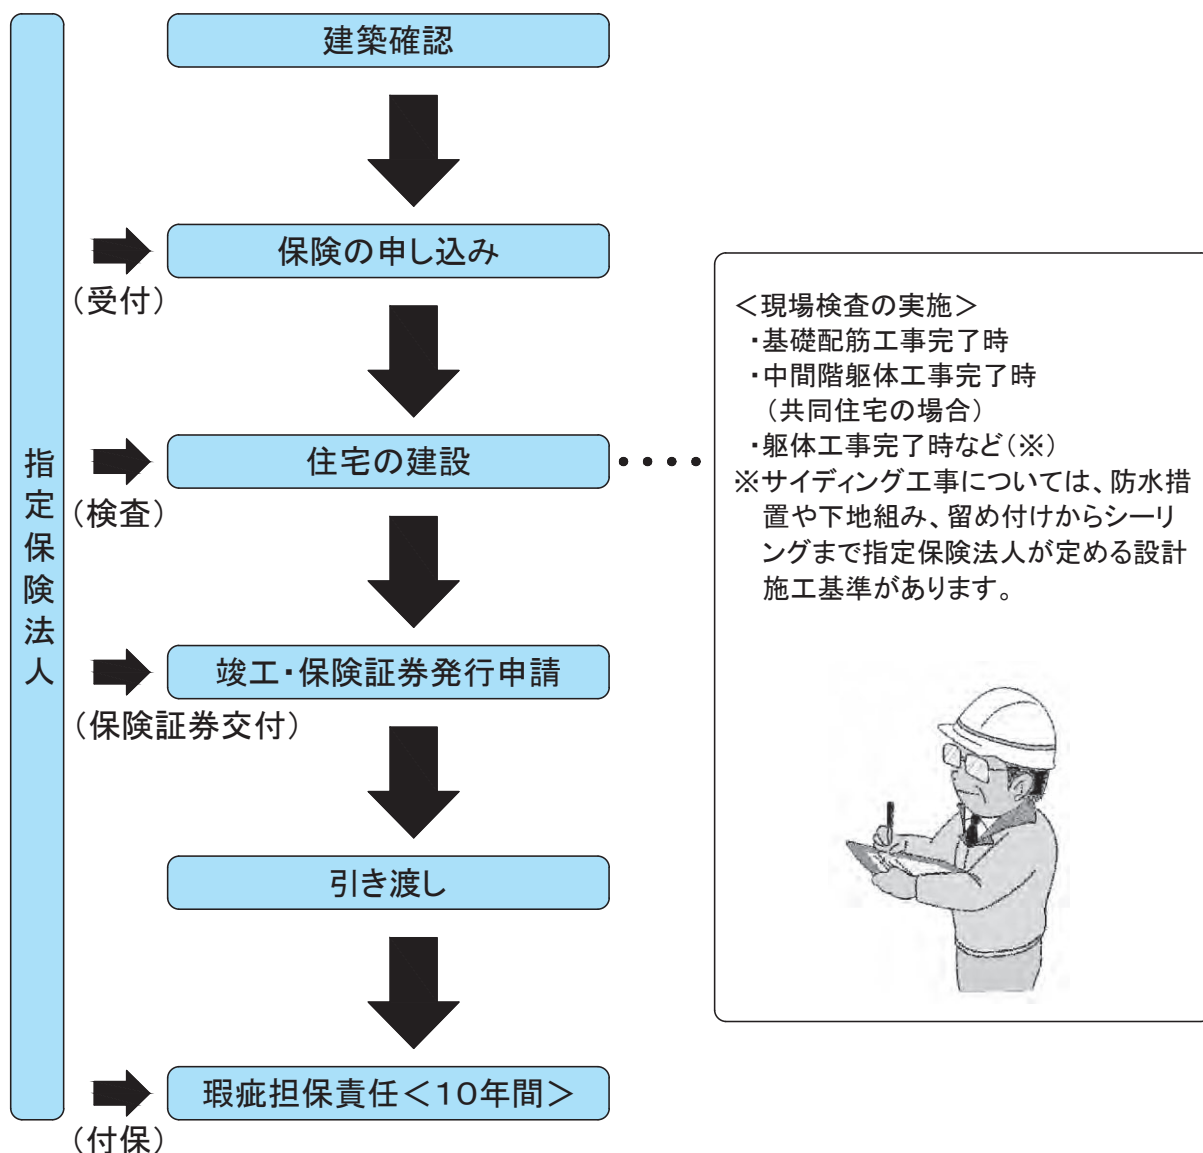 指定保険法人
建築確認
保険の申し込み
（受付）
住宅の建設
（検査）
竣工・保険証券発行申請
（保険証券交付）
引き渡し
瑕疵担保責任＜１０年間＞
（付保）
＜現場検査の実施＞
・基礎配筋工事完了時
・中間階躯体工事完了時
（共同住宅の場合）
・躯体工事完了時など（※）
※サイディング工事については、防水措
置や下地組み、留め付けからシーリ
ングまで指定保険法人が定める設計
施工基準があります。